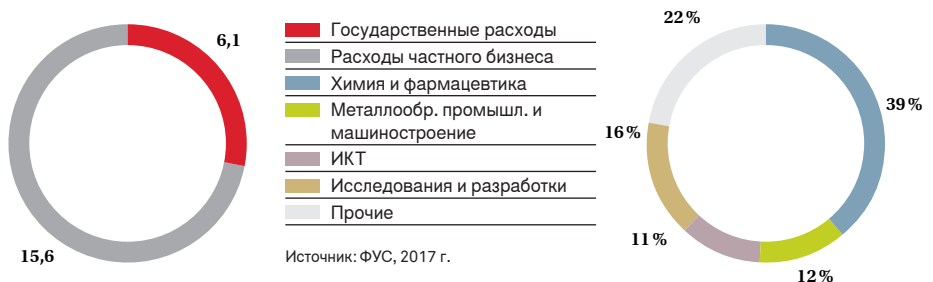 6,1
15,6
Государственные расходы
Расходы частного бизнеса
Химия и фармацевтика
Металлообр. промышл. и
машиностроение
ИКТ
Исследования и разработки
Прочие
Источник: ФУС, 2017 г.
22 %
39 %
16 %
11 %
12 %